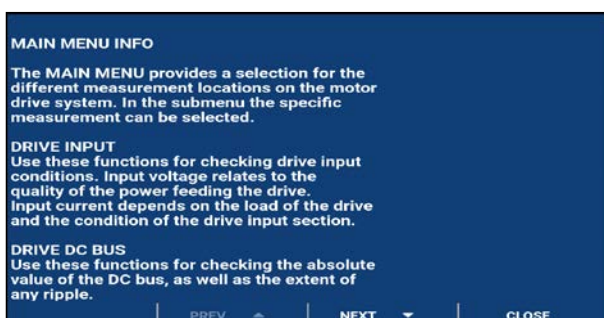 MAIN MENU INFO
The MAIN MENU provides a selection for the
different measurement locations on the motor
drive system. In the submenu the specific
measurement can be selected.
DRIVE INPUT
Use these functions for checking drive input
conditions. Input voltage relates to the
quality of the power feeding the drive.
Input current depends on the load of the drive
and the condition of the drive input section.
DRIVE DC BUS
Use these functions for checking the absolute
value of the DC bus, as well as the extent of
any ripple.
PREV NEXT CLOSE